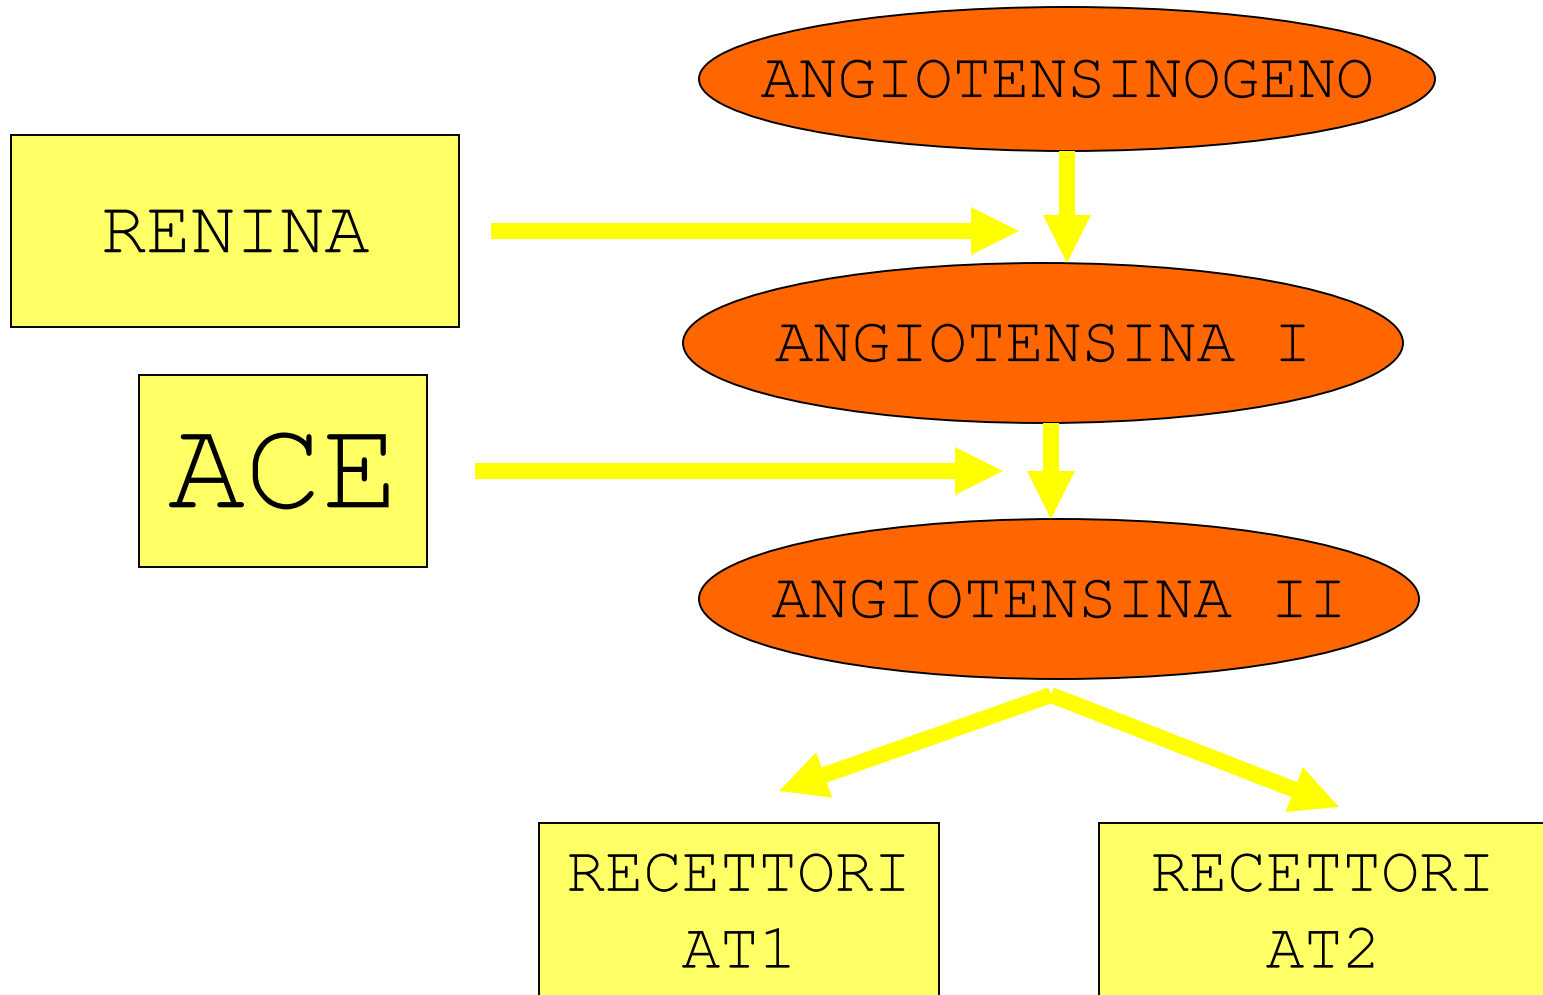 ANGIOTENSINOGENO
RENINA
ANGIOTENSINA I
ACE
ANGIOTENSINA II
RECETTORI
AT1
RECETTORI
AT2